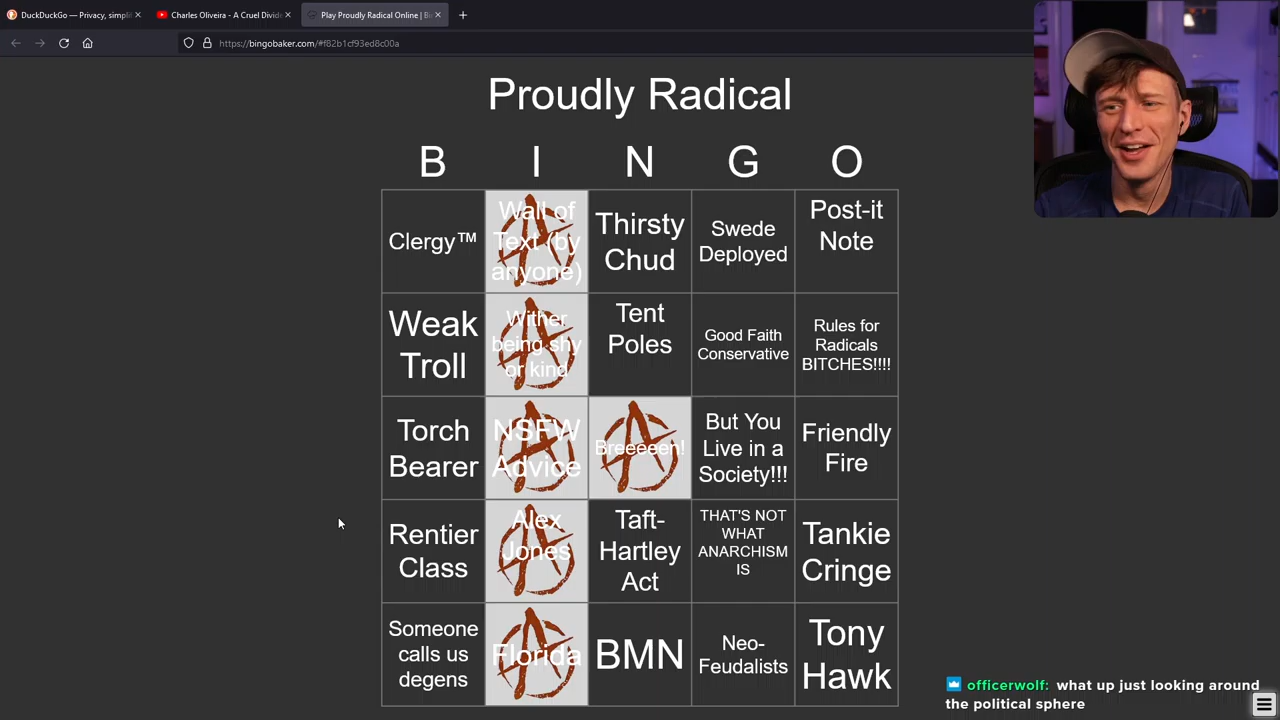 DuckDuckGo — Privacy, simpli
Charles Oliveira - A Cruel Divide
Play Proudly Radical Online | Bi
https://bingobaker.com/#f82b1cf93ed8c00a
Proudly Radical
B I N G O
Clergy™
Wall of
Text (by
anyone)
Thirsty
Chud
Swede
Deployed
Post-it
Note
Weak
Troll
Wither
being shy
or kind
Tent
Poles
Good Faith
Conservative
Rules for
Radicals
BITCHES!!!!
Torch
Bearer
NSFW
Advice
Breeeeen!
But You
Live in a
Society!!!
Friendly
Fire
Rentier
Class
Alex
Jones
Taft-
Hartley
Act
THAT'S NOT
WHAT
ANARCHISM
IS
Tankie
Cringe
Someone
calls us
degens
Florida
BMN
Neo-
Feudalists
Tony
Hawk
officerwolf: what up just looking around
the political sphere